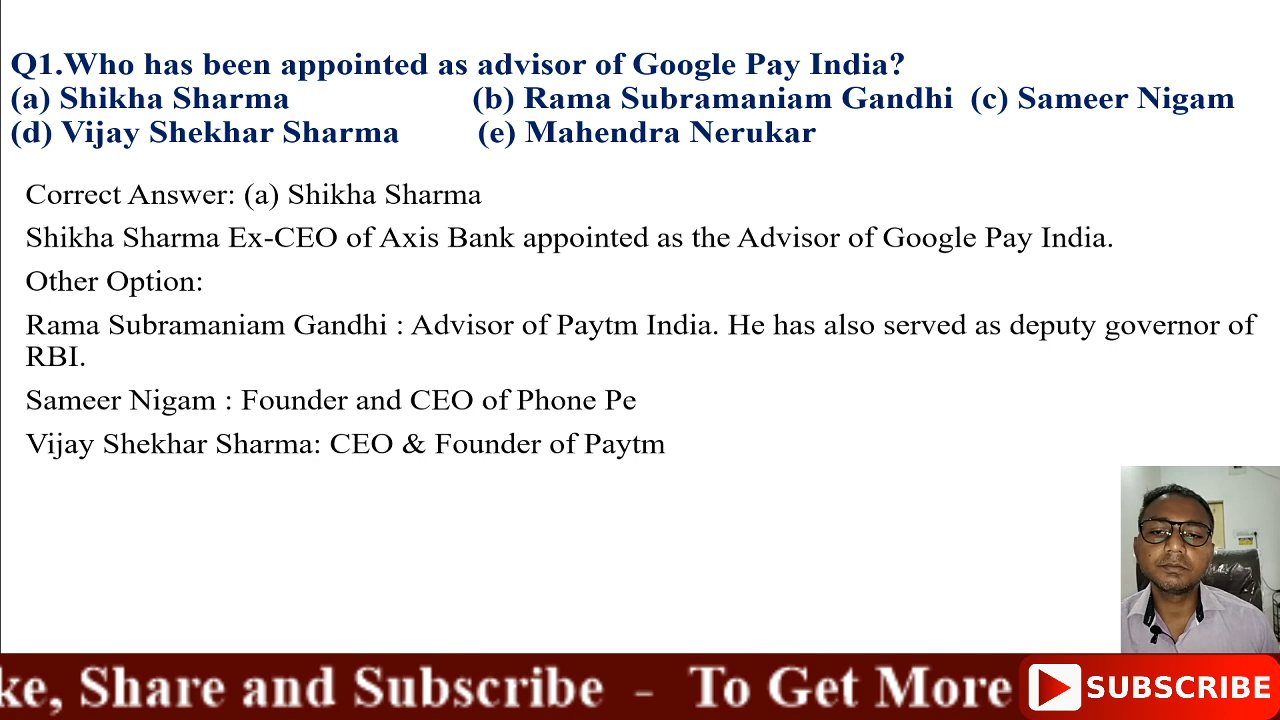 Q1.Who has been appointed as advisor of Google Pay India?
(a) Shikha Sharma (b) Rama Subramaniam Gandhi (c) Sameer Nigam
(d) Vijay Shekhar Sharma (e) Mahendra Nerukar
Correct Answer: (a) Shikha Sharma
Shikha Sharma Ex-CEO of Axis Bank appointed as the Advisor of Google Pay India.
Other Option:
Rama Subramaniam Gandhi : Advisor of Paytm India. He has also served as deputy governor of
RBI.
Sameer Nigam : Founder and CEO of Phone Pe
Vijay Shekhar Sharma: CEO & Founder of Paytm
ke, Share and Subscribe - To Get More
SUBSCRIBE